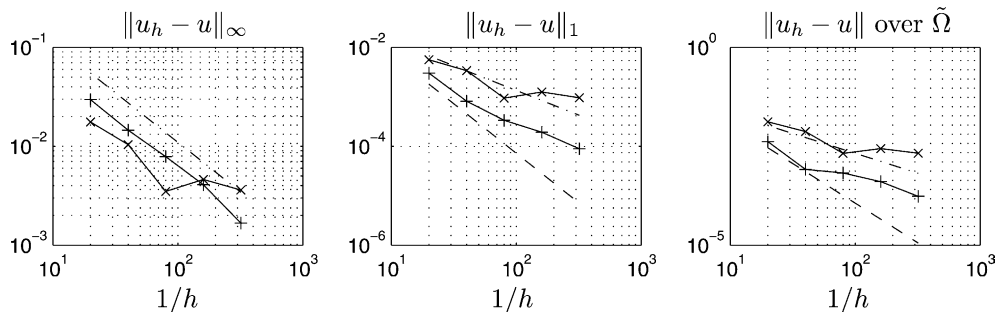 ‖u_h − u‖_∞
10^{-1}
10^{-2}
10^{-3}
10^1
10^2
10^3
1/h
‖u_h − u‖_1
10^{-2}
10^{-4}
10^{-6}
10^1
10^2
10^3
1/h
‖u_h − u‖ over Ω̃
10^0
10^{-5}
10^1
10^2
10^3
1/h